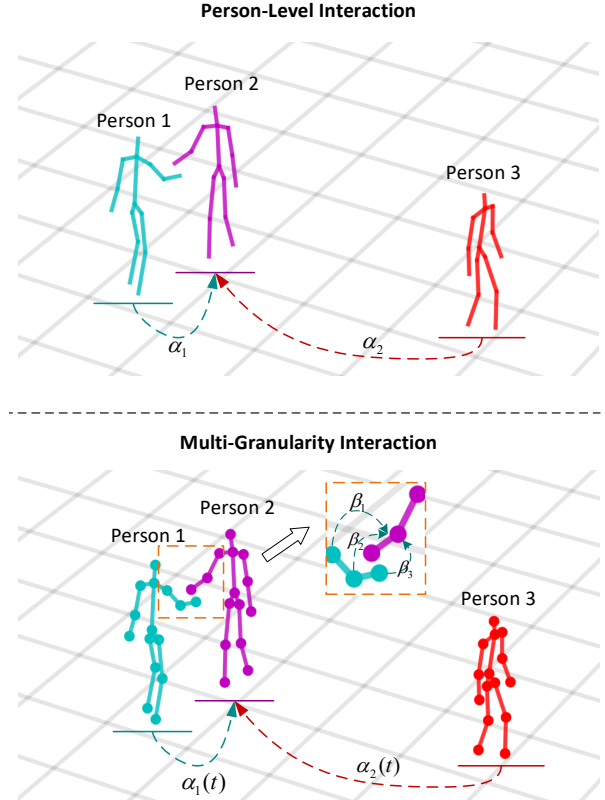 Person-Level Interaction
Person 2
Person 1
Person 3
α₁
α₂
Multi-Granularity Interaction
Person 2
Person 1
β₁
β₂
β₃
Person 3
α₁(t)
α₂(t)